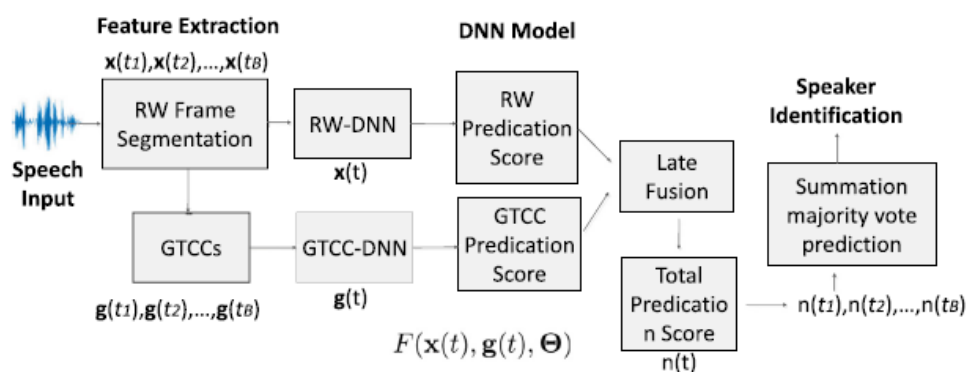 Feature Extraction
x(t1),x(t2),...,x(tB)
DNN Model
Speech
Input
RW Frame
Segmentation
RW-DNN
x(t)
RW
Predication
Score
GTCCs
g(t1),g(t2),...,g(tB)
GTCC-DNN
g(t)
GTCC
Predication
Score
F(x(t), g(t), Θ)
Late
Fusion
Total
Predicatio
n Score
n(t)
n(t1),n(t2),...,n(tB)
Summation
majority vote
prediction
Speaker
Identification